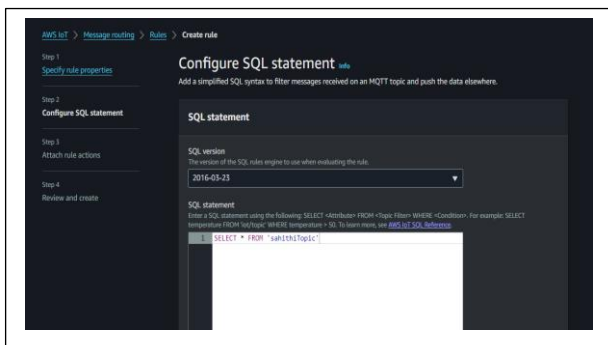 AWS IoT > Message routing > Rules > Create rule
Step 1
Specify rule properties
Step 2
Configure SQL statement
Step 3
Attach rule actions
Step 4
Review and create
Configure SQL statement Info
Add a simplified SQL syntax to filter messages received on an MQTT topic and push the data elsewhere.
SQL statement
SQL version
The version of the SQL rules engine to use when evaluating the rule.
2016-03-23
SQL statement
Enter a SQL statement using the following: SELECT <Attribute> FROM <Topic Filter> WHERE <Condition>. For example: SELECT
temperature FROM 'iot/topic' WHERE temperature > 50. To learn more, see AWS IoT SQL Reference.
1 SELECT * FROM 'sahithiTopic'